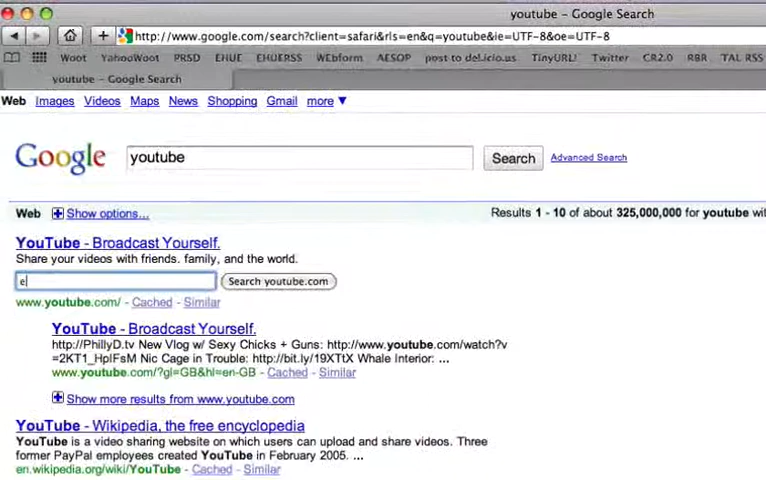 youtube – Google Search
http://www.google.com/search?client=safari&rls=en&q=youtube&ie=UTF-8&oe=UTF-8
Woot YahooWoot PRSD EHUE EHUERSS WEbform AESOP post to del.icio.us TinyURL! Twitter CR2.0 RBR TAL RSS
youtube – Google Search
Web Images Videos Maps News Shopping Gmail more ▼
Google youtube Search Advanced Search
Web Show options... Results 1 - 10 of about 325,000,000 for youtube wit
YouTube - Broadcast Yourself.
Share your videos with friends. family, and the world.
e Search youtube.com
www.youtube.com/ - Cached - Similar
YouTube - Broadcast Yourself.
http://PhillyD.tv New Vlog w/ Sexy Chicks + Guns: http://www.youtube.com/watch?v
=2KT1_HpIFsM Nic Cage in Trouble: http://bit.ly/19XTtX Whale Interior: ...
www.youtube.com/?gl=GB&hl=en-GB - Cached - Similar
Show more results from www.youtube.com
YouTube - Wikipedia, the free encyclopedia
YouTube is a video sharing website on which users can upload and share videos. Three
former PayPal employees created YouTube in February 2005. ...
en.wikipedia.org/wiki/YouTube - Cached - Similar